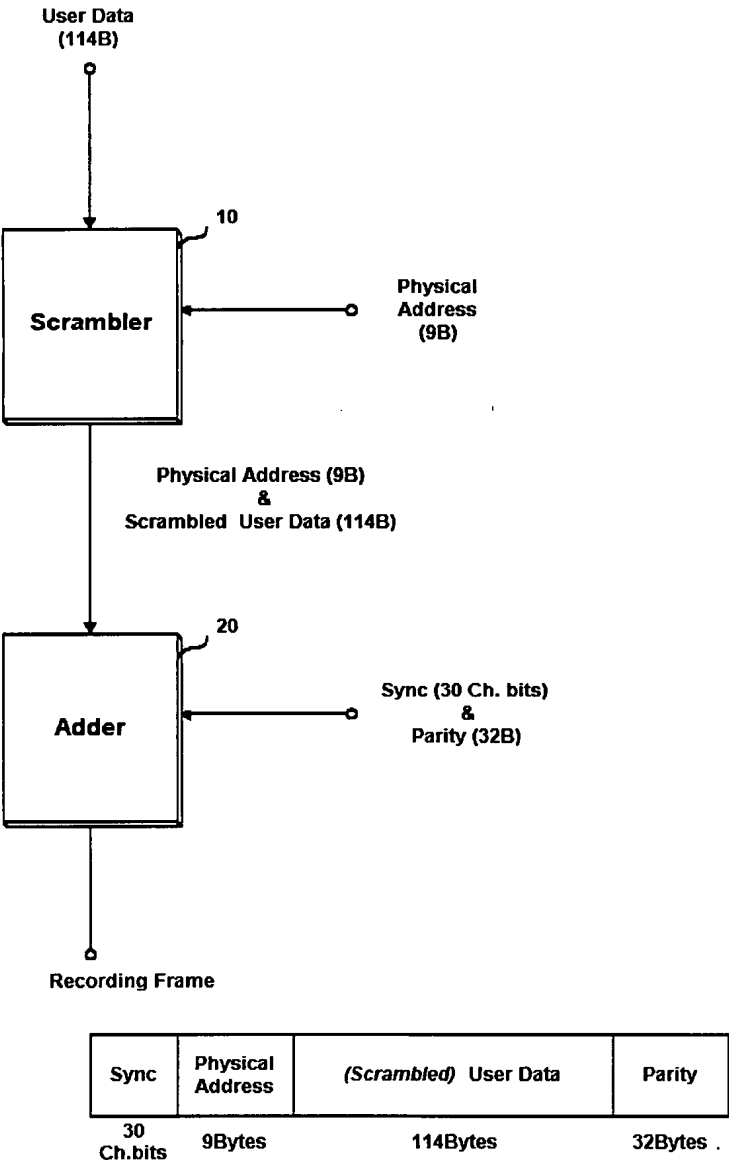 User Data
(114B)
10
Scrambler
Physical
Address
(9B)
Physical Address (9B)
&
Scrambled User Data (114B)
20
Adder
Sync (30 Ch. bits)
&
Parity (32B)
Recording Frame
Sync
Physical
Address
(Scrambled) User Data
Parity
30
Ch.bits
9Bytes
114Bytes
32Bytes .